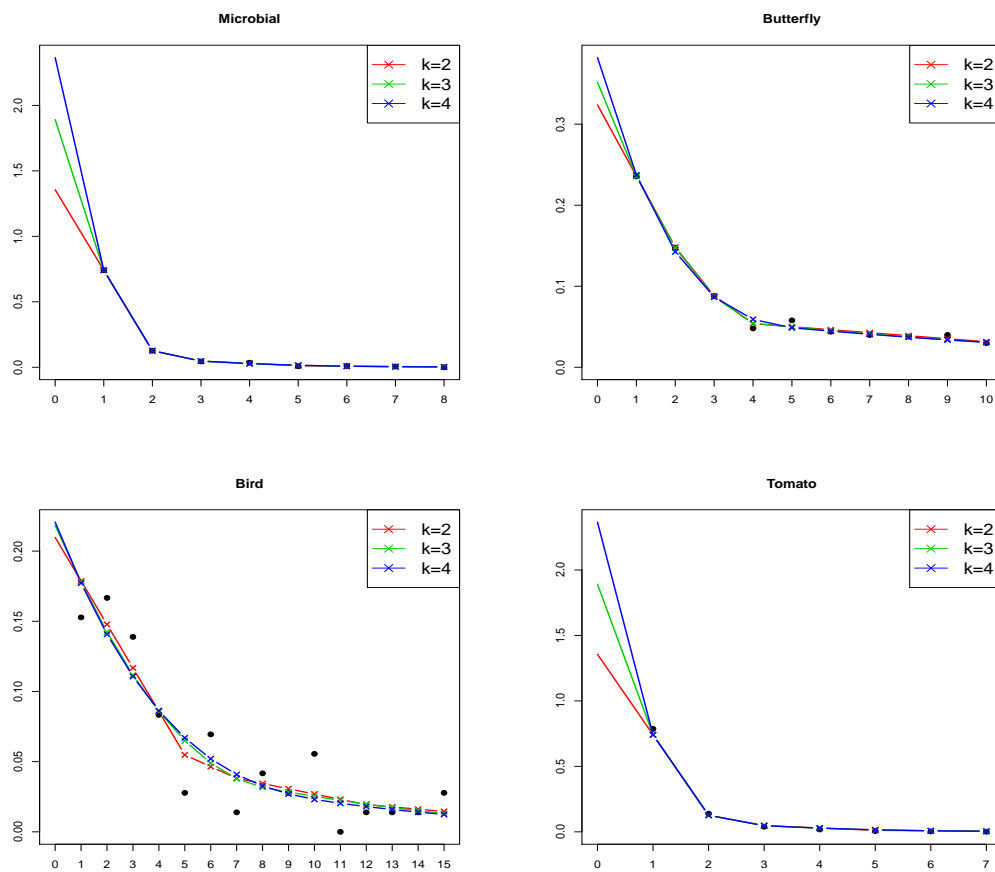 Microbial
k=2
k=3
k=4
0.0 0.5 1.0 1.5 2.0
0 1 2 3 4 5 6 7 8
Butterfly
k=2
k=3
k=4
0.0 0.1 0.2 0.3
0 1 2 3 4 5 6 7 8 9 10
Bird
k=2
k=3
k=4
0.00 0.05 0.10 0.15 0.20
0 1 2 3 4 5 6 7 8 9 10 11 12 13 14 15
Tomato
k=2
k=3
k=4
0.0 0.5 1.0 1.5 2.0
0 1 2 3 4 5 6 7